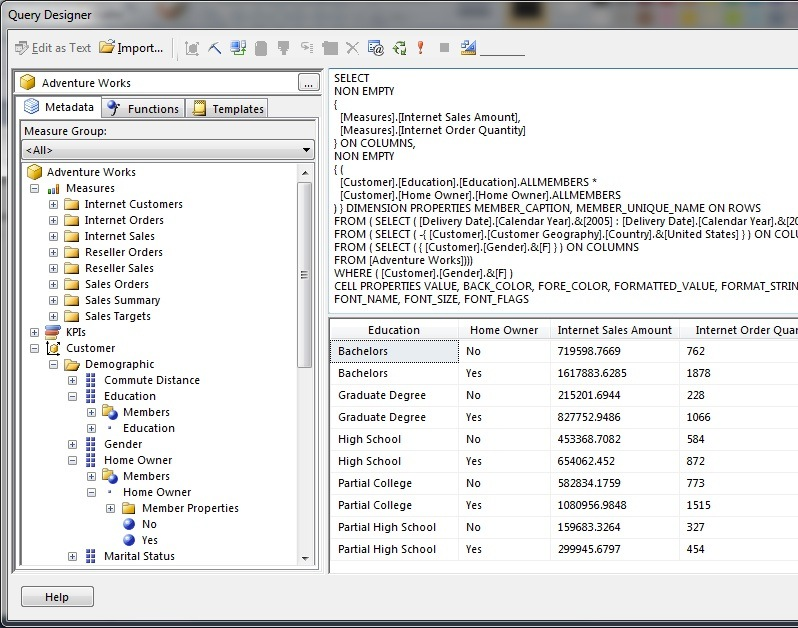 Query Designer
Edit as Text Import...
Adventure Works ...
Metadata Functions Templates
Measure Group:
<All>
Adventure Works
Measures
Internet Customers
Internet Orders
Internet Sales
Reseller Orders
Reseller Sales
Sales Orders
Sales Summary
Sales Targets
KPIs
Customer
Demographic
Commute Distance
Education
Members
Education
Gender
Home Owner
Members
Home Owner
Member Properties
No
Yes
Marital Status
Help
SELECT
NON EMPTY
{
[Measures].[Internet Sales Amount],
[Measures].[Internet Order Quantity]
} ON COLUMNS,
NON EMPTY
{ (
[Customer].[Education].[Education].ALLMEMBERS *
[Customer].[Home Owner].[Home Owner].ALLMEMBERS
) } DIMENSION PROPERTIES MEMBER_CAPTION, MEMBER_UNIQUE_NAME ON ROWS
FROM ( SELECT ( [Delivery Date].[Calendar Year].&[2005] : [Delivery Date].[Calendar Year].&[20
FROM ( SELECT ( -{ [Customer].[Customer Geography].[Country].&[United States] } ) ON COLU
FROM ( SELECT ( { [Customer].[Gender].&[F] } ) ON COLUMNS
FROM [Adventure Works])))
WHERE ( [Customer].[Gender].&[F] )
CELL PROPERTIES VALUE, BACK_COLOR, FORE_COLOR, FORMATTED_VALUE, FORMAT_STRIN
FONT_NAME, FONT_SIZE, FONT_FLAGS
Education Home Owner Internet Sales Amount Internet Order Quar
Bachelors No 719598.7669 762
Bachelors Yes 1617883.6285 1878
Graduate Degree No 215201.6944 228
Graduate Degree Yes 827752.9486 1066
High School No 453368.7082 584
High School Yes 654062.452 872
Partial College No 582834.1759 773
Partial College Yes 1080956.9848 1515
Partial High School No 159683.3264 327
Partial High School Yes 299945.6797 454